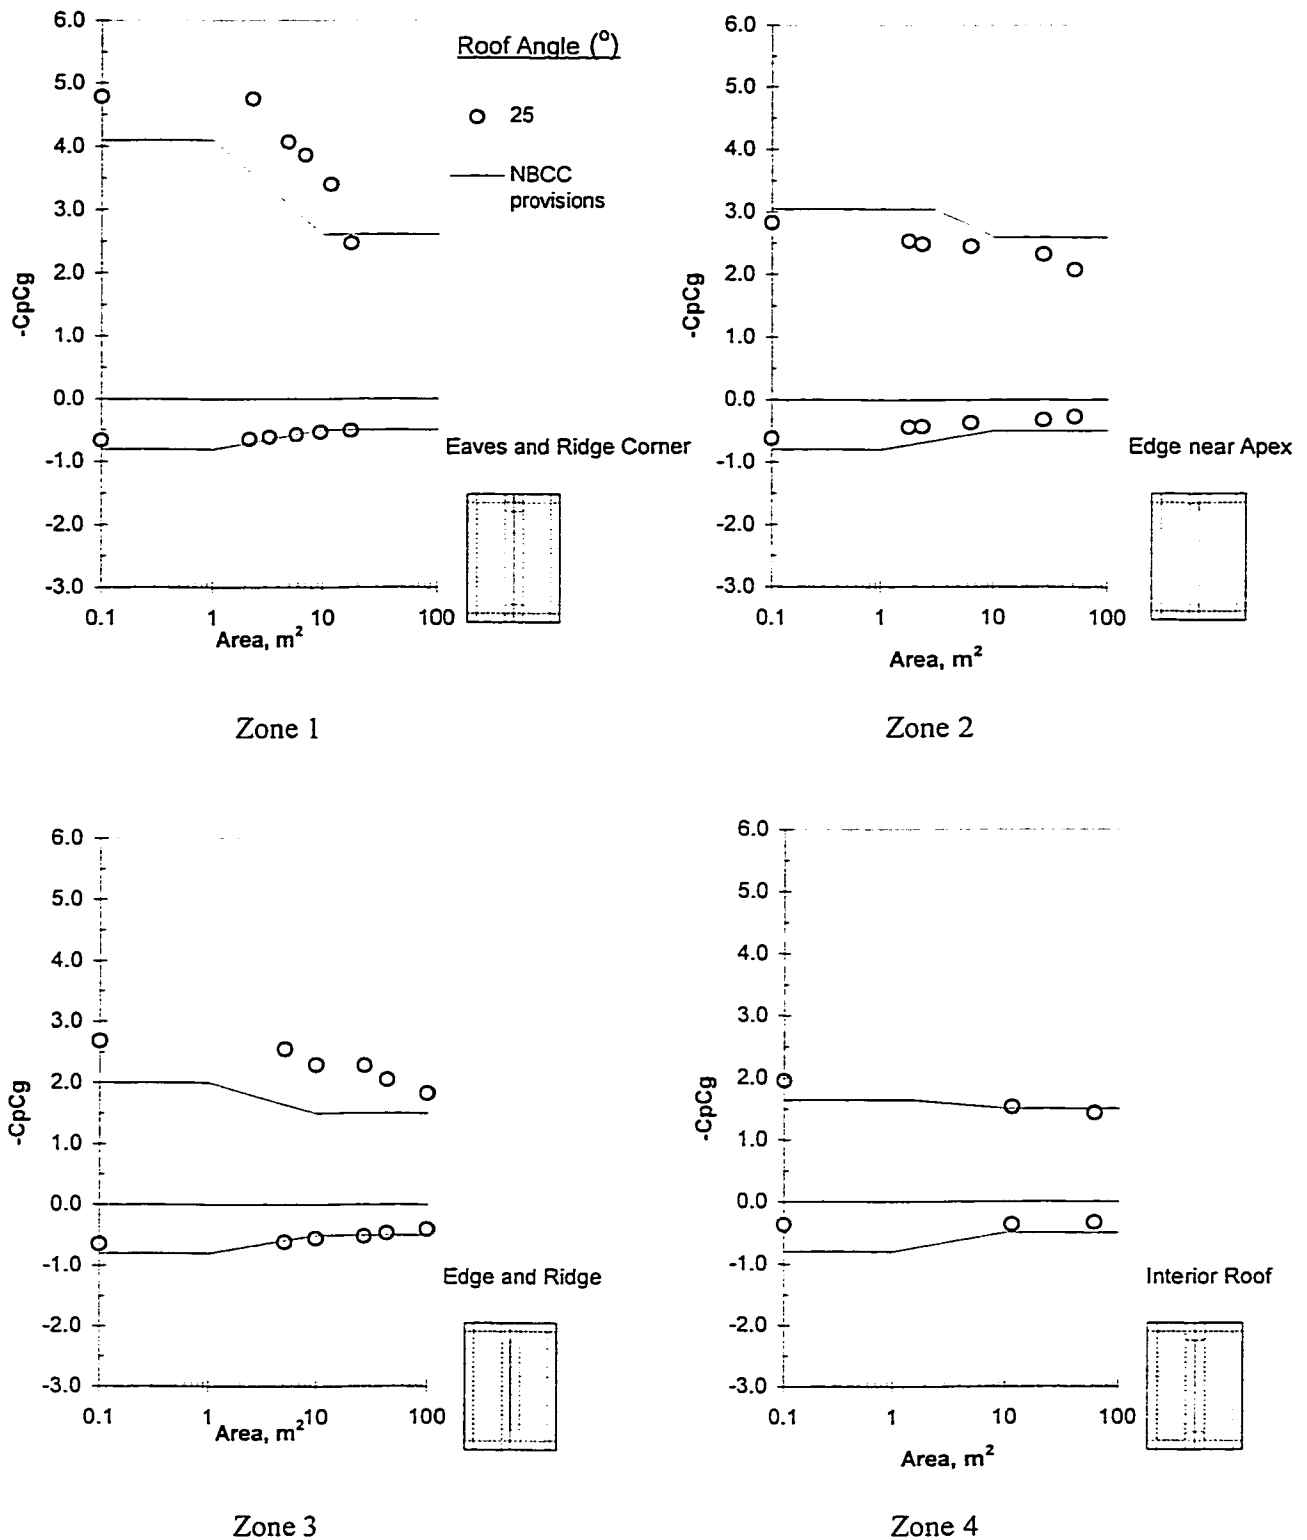 6.0
5.0
4.0
3.0
2.0
1.0
0.0
-1.0
-2.0
-3.0
-CpCg
0.1 1 10 100
Area, m²
Roof Angle (°)
25
NBCC
provisions
Eaves and Ridge Corner
Zone 1
6.0
5.0
4.0
3.0
2.0
1.0
0.0
-1.0
-2.0
-3.0
-CpCg
0.1 1 10 100
Area, m²
Edge near Apex
Zone 2
6.0
5.0
4.0
3.0
2.0
1.0
0.0
-1.0
-2.0
-3.0
-CpCg
0.1 1 10 100
Area, m²
Edge and Ridge
Zone 3
6.0
5.0
4.0
3.0
2.0
1.0
0.0
-1.0
-2.0
-3.0
-CpCg
0.1 1 10 100
Area, m²
Interior Roof
Zone 4